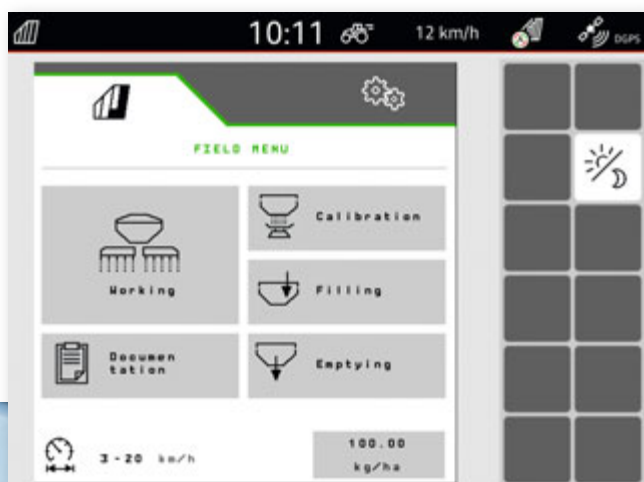 10:11
12 km/h
DGPS
FIELD MENU
Calibration
Working
Filling
Documen
tation
Emptying
3-20 km/h
100.00
kg/ha